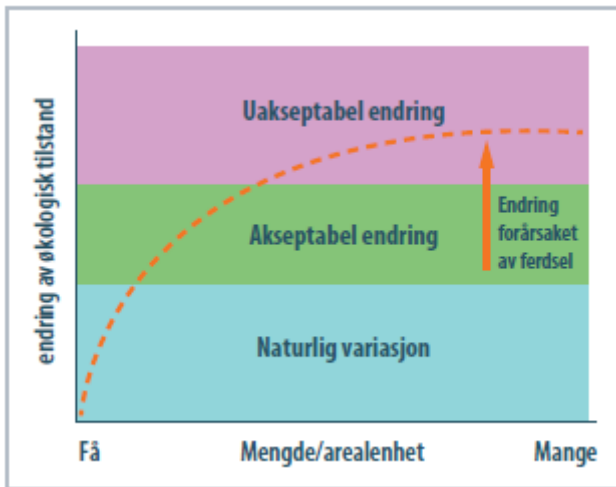 endring av økologisk tilstand
Uakseptabel endring
Akseptabel endring
Endring
forårsaket
av ferdsel
Naturlig variasjon
Få
Mengde/arealenhet
Mange